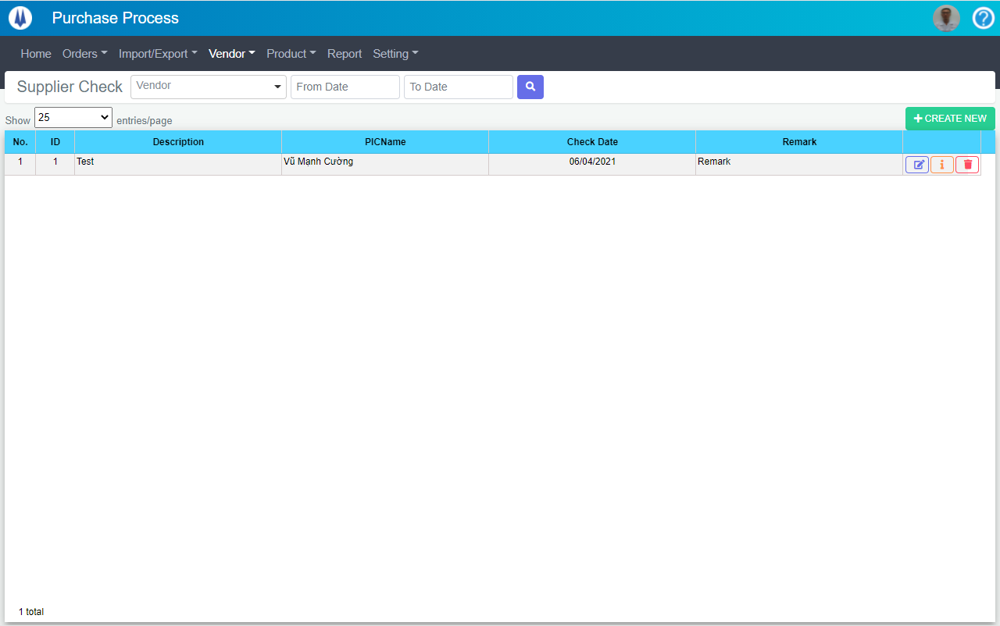 Purchase Process
Home Orders Import/Export Vendor Product Report Setting
Supplier Check Vendor From Date To Date
Show 25 entries/page CREATE NEW
No. ID Description PICName Check Date Remark
1 1 Test Vũ Mạnh Cường 06/04/2021 Remark
1 total